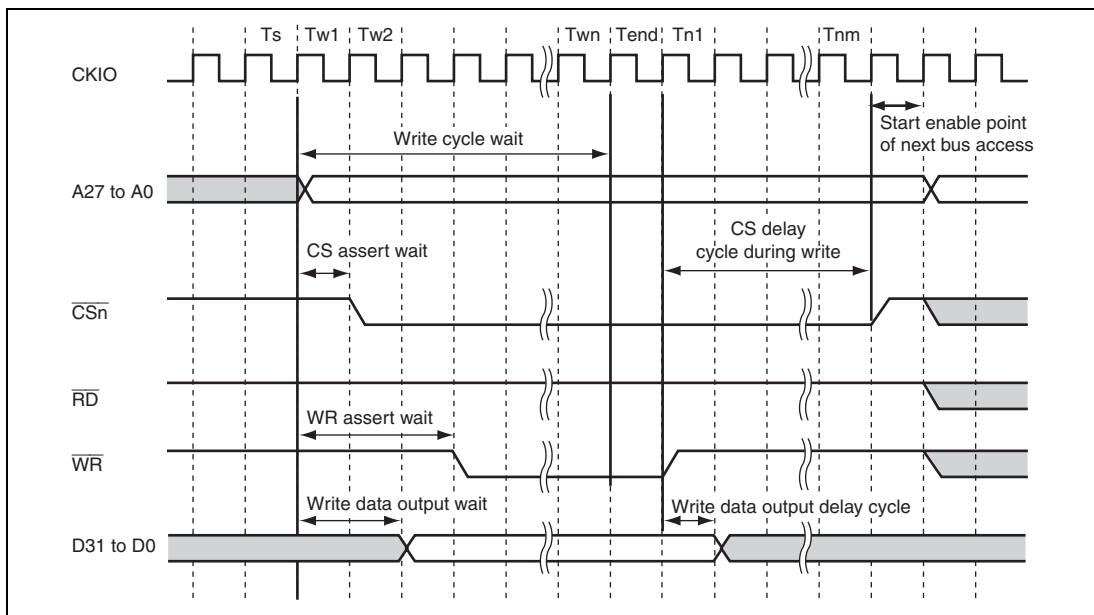 Ts Tw1 Tw2 Twn Tend Tn1 Tnm
CKIO
Start enable point
of next bus access
Write cycle wait
A27 to A0
CS delay
cycle during write
CS assert wait
CSn
RD
WR assert wait
WR
Write data output wait
Write data output delay cycle
D31 to D0